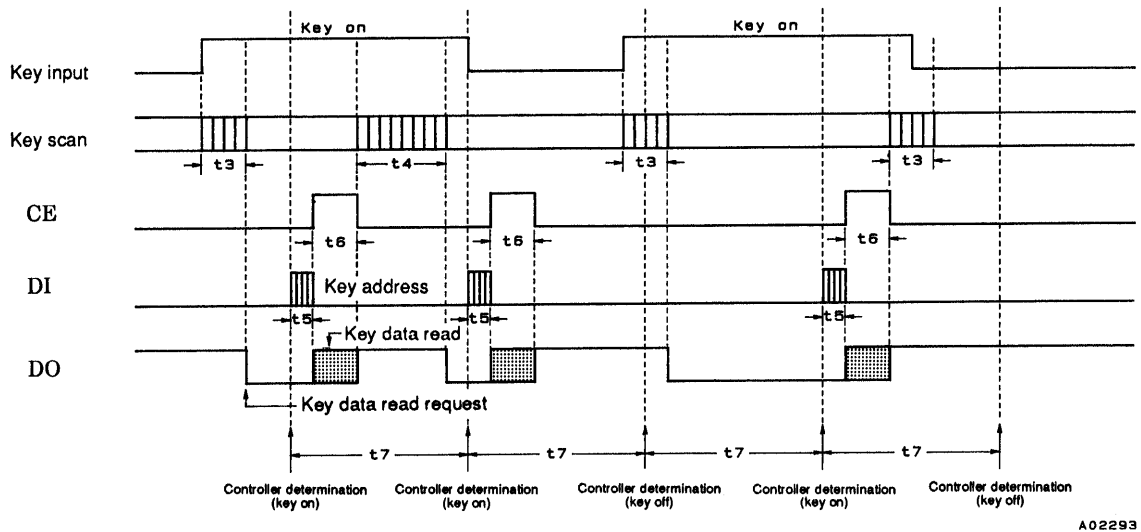 Key on
Key on
Key input
Key scan
t3
t4
t3
t3
CE
t6
t6
t6
DI
Key address
t5
t5
t5
Key data read
DO
Key data read request
t7
t7
t7
t7
Controller determination
(key on)
Controller determination
(key on)
Controller determination
(key off)
Controller determination
(key on)
Controller determination
(key off)
A02293